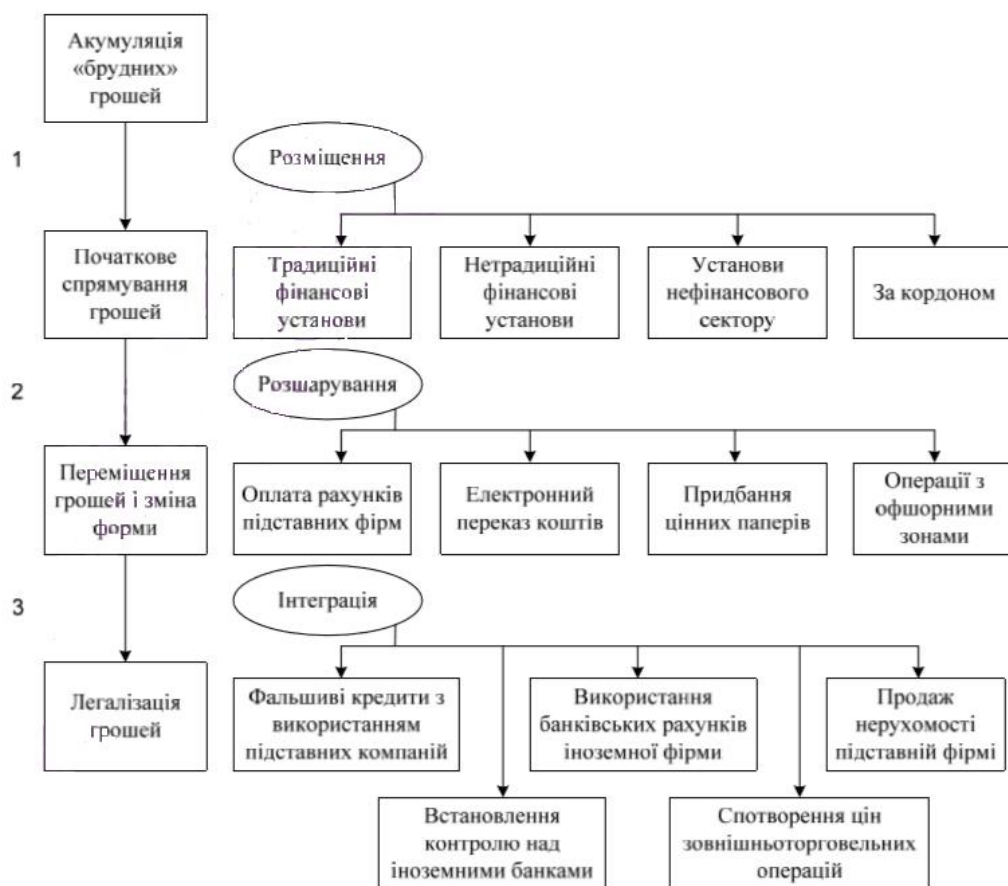 Акумуляція
«брудних»
грошей
1
Розміщення
Початкове
спрямування
грошей
Традиційні
фінансові
установи
Нетрадиційні
фінансові
установи
Установи
нефінансового
сектору
За кордоном
2
Розшарування
Переміщення
грошей і зміна
форми
Оплата рахунків
підставних фірм
Електронний
переказ коштів
Придбання
цінних паперів
Операції з
офшорними
зонами
3
Інтеграція
Легалізація
грошей
Фальшиві кредити з
використанням
підставних компаній
Використання
банківських рахунків
іноземної фірми
Продаж
нерухомості
підставній фірмі
Встановлення
контролю над
іноземними банками
Спотворення цін
зовнішньоторговельних
операцій